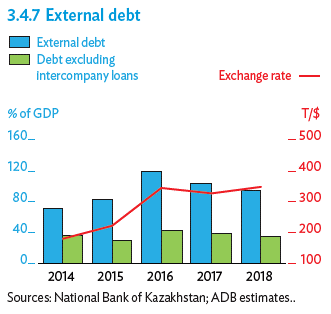 3.4.7 External debt
External debt
Debt excluding
intercompany loans
Exchange rate
% of GDP
T/$
160
500
120
400
80
300
40
200
0
100
2014 2015 2016 2017 2018
Sources: National Bank of Kazakhstan; ADB estimates..